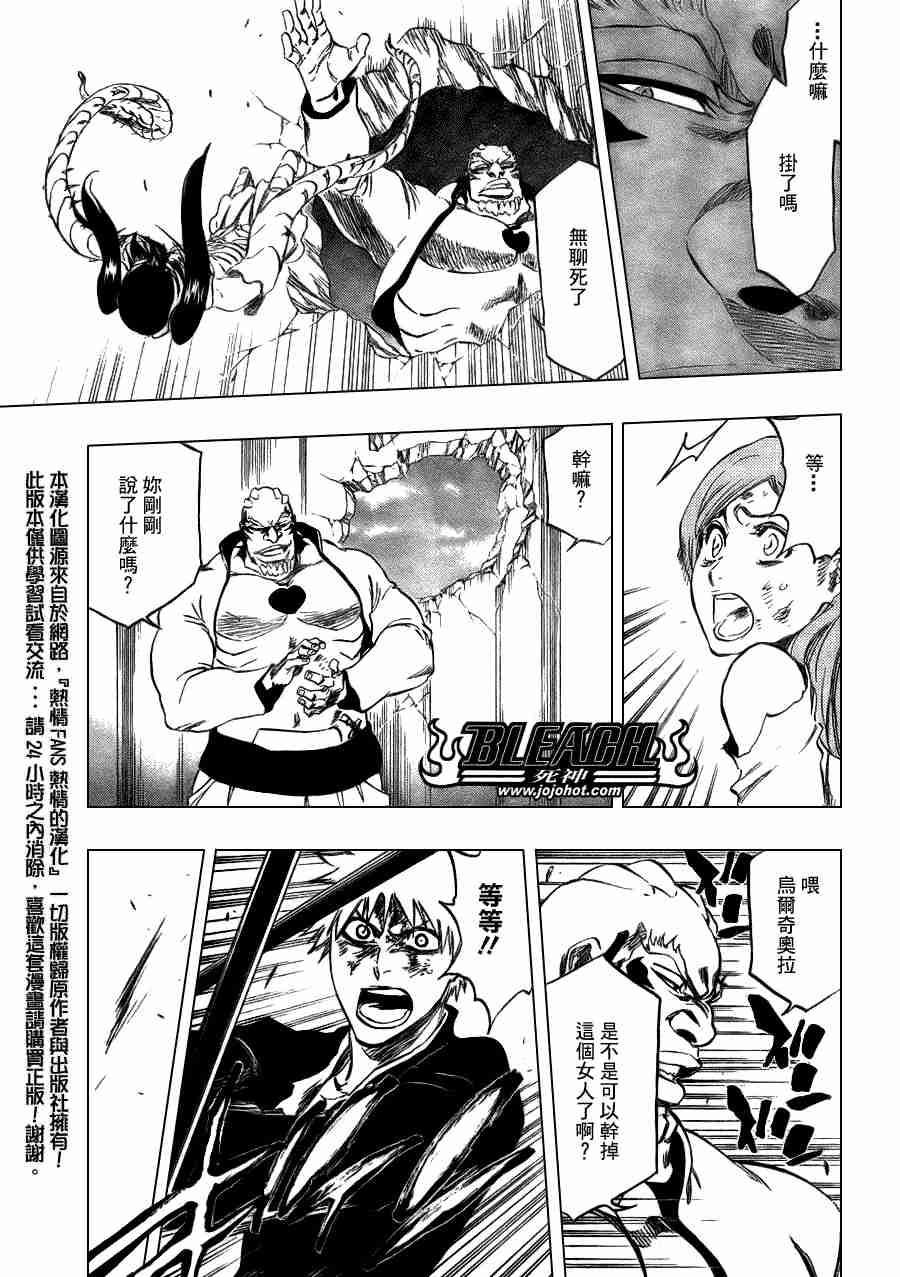 …什麼嘛
掛了嗎
無聊死了
等…
幹嘛？
妳剛剛
說了什麼嗎？
BLEACH
死神
www.jojohot.com
喂
烏爾奇奧拉
是不是可以幹掉
這個女人了啊？
等等!!
本漢化圖源來自於網路，『熱情FANS 熱情的漢化』一切版權歸原作者與出版社擁有！
此版本僅供學習試看交流… 請24小時之內消除，喜歡這套漫畫請購買正版！謝謝。